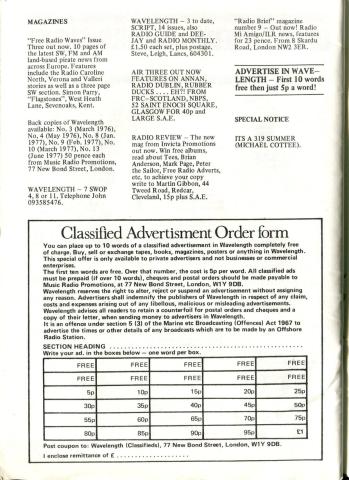 MAGAZINES
"Free Radio Waves" Issue
Three out now, 10 pages of
the latest SW, FM and AM
land-based pirate news from
across Europe. Features
include the Radio Caroline
North, Verona and Valleri
stories as well as a three page
SW section. Simon Parry,
"Flagstones", West Heath
Lane, Sevenoaks, Kent.
Back copies of Wavelength
available: No. 3 (March 1976),
No. 4 (May 1976), No. 8 (Jan.
1977), No. 9 (Feb. 1977), No.
10 (March 1977), No. 13
(June 1977) 50 pence each
from Music Radio Promotions,
77 New Bond Street, London.
WAVELENGTH – 7 SWOP
4, 8 or 11, Telephone John
093585476.
WAVELENGTH – 3 to date,
SCRIPT, 14 issues, also
RADIO GUIDE and DEE-
JAY and RADIO MONTHLY.
£1.50 each set, plus postage.
Steve, Leigh, Lancs, 604301.
AIR THREE OUT NOW
FEATURES ON ANNAN,
RADIO DUBLIN, RUBBER
DUCKS . . . . EH?! FROM
FRC–SCOTLAND, NBPS,
52 SAINT ENOCH SQUARE,
GLASGOW FOR 40p and
LARGE S.A.E.
RADIO REVIEW – The new
mag from Invicta Promotions
out now. Win free albums,
read about Tees, Brian
Anderson, Mark Page, Peter
the Sailor, Free Radio Adverts,
etc, to achieve your copy
write to Martin Gibbon, 44
Tweed Road, Redcar,
Cleveland, 15p plus S.A.E.
"Radio Brief" magazine
number 9 – Out now! Radio
Mi Amigo/ILR news, features
for 23 pence. From 8 Skardu
Road, London NW2 3ER.
ADVERTISE IN WAVE–
LENGTH – First 10 words
free then just 5p a word!
SPECIAL NOTICE
ITS A 319 SUMMER
(MICHAEL COTTEE).
Classified Advertisment Order form
You can place up to 10 words of a classified advertisement in Wavelength completely free
of charge. Buy, sell or exchange tapes, books, magazines, posters or anything in Wavelength.
This special offer is only available to private advertisers and not businesses or commercial
enterprises.
The first ten words are free. Over that number, the cost is 5p per word. All classified ads
must be prepaid (if over 10 words), cheques and postal orders should be made payable to
Music Radio Promotions, at 77 New Bond Street, London, W1Y 9DB.
Wavelength reserves the right to alter, reject or suspend an advertisement without assigning
any reason. Advertisers shall indemnify the publishers of Wavelength in respect of any claim,
costs and expenses arising out of any libellous, malicious or misleading advertisements.
Wavelength advises all readers to retain a counterfoil for postal orders and cheques and a
copy of their letter, when sending money to advertisers in Wavelength.
It is an offence under section 5 (3) of the Marine etc Broadcasting (Offences) Act 1967 to
advertise the times or other details of any broadcasts which are to be made by an Offshore
Radio Station.
SECTION HEADING . . . . . . . . . . . . . . . . . . . . . . . . . . . . . . . . . . . .
Write your ad. in the boxes below – one word per box.
FREE FREE FREE FREE FREE
FREE FREE FREE FREE FREE
5p 10p 15p 20p 25p
30p 35p 40p 45p 50p
55p 60p 65p 70p 75p
80p 85p 90p 95p £1
Post coupon to: Wavelength (Classifieds), 77 New Bond Street, London, W1Y 9DB.
I enclose remittance of £ . . . . . . . . . . . . . . . . . .